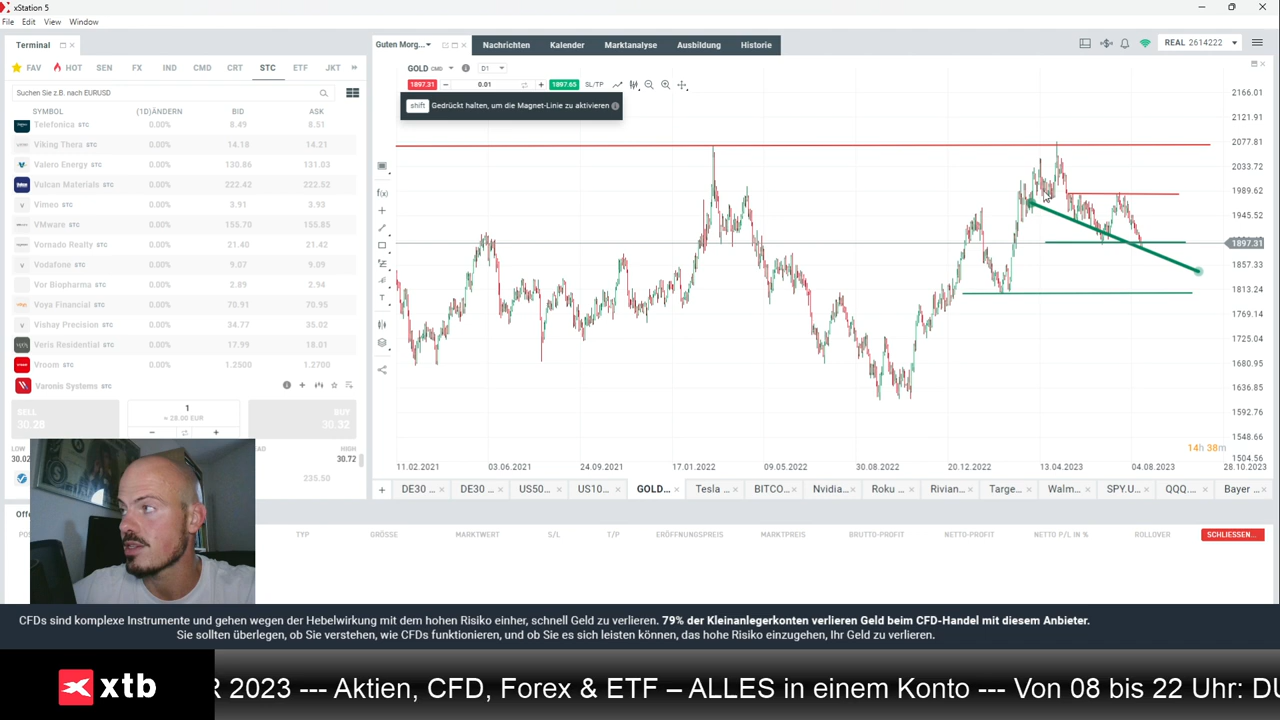 xStation 5
File Edit View Window
Terminal
FAV HOT SEN FX IND CMD CRT STC ETF JKT
Suchen Sie z.B. nach EURUSD
SYMBOL (1D)ÄNDERN BID ASK
Telefonica STC 0.00% 8.49 8.51
Viking Thera STC 0.00% 14.18 14.21
Valero Energy STC 0.00% 130.86 131.03
Vulcan Materials STC 0.00% 222.42 222.52
Vimeo STC 0.00% 3.91 3.93
VMware STC 0.00% 155.70 155.85
Vornado Realty STC 0.00% 21.40 21.42
Vodafone STC 0.00% 9.07 9.09
Vor Biopharma STC 0.00% 2.89 2.94
Voya Financial STC 0.00% 70.91 70.95
Vishay Precision STC 0.00% 34.77 35.02
Veris Residential STC 0.00% 17.99 18.01
Vroom STC 0.00% 1.2500 1.2700
Varonis Systems STC
SELL 30.28
1
≈ 28.00 EUR
BUY 30.32
LOW
30.02
HIGH
30.72
235.50
Guten Morg... Nachrichten Kalender Marktanalyse Ausbildung Historie
REAL 2614222
GOLD CMD D1
1897.31 0.01 1897.65 SL/TP
shift Gedrückt halten, um die Magnet-Linie zu aktivieren
2166.01
2121.91
2077.81
2033.72
1989.62
1945.52
1897.31
1857.33
1813.24
1769.14
1725.04
1680.95
1636.85
1592.76
1548.66
1504.56
14h 38m
11.02.2021 03.06.2021 24.09.2021 17.01.2022 09.05.2022 30.08.2022 20.12.2022 13.04.2023 04.08.2023 28.10.2023
DE30 ... DE30 ... US50... US10... GOLD... Tesla ... BITCO... Nvidia... Roku ... Rivian... Targe... Walm... SPY.U... QQQ.... Bayer ...
TYP GRÖSSE MARKTWERT S/L T/P ERÖFFNUNGSPREIS MARKTPREIS BRUTTO-PROFIT NETTO-PROFIT NETTO P/L IN % ROLLOVER SCHLIESSEN...
CFDs sind komplexe Instrumente und gehen wegen der Hebelwirkung mit dem hohen Risiko einher, schnell Geld zu verlieren. 79% der Kleinanlegerkonten verlieren Geld beim CFD-Handel mit diesem Anbieter.
Sie sollten überlegen, ob Sie verstehen, wie CFDs funktionieren, und ob Sie es sich leisten können, das hohe Risiko einzugehen, Ihr Geld zu verlieren.
xtb
R 2023 --- Aktien, CFD, Forex & ETF – ALLES in einem Konto --- Von 08 bis 22 Uhr: DU